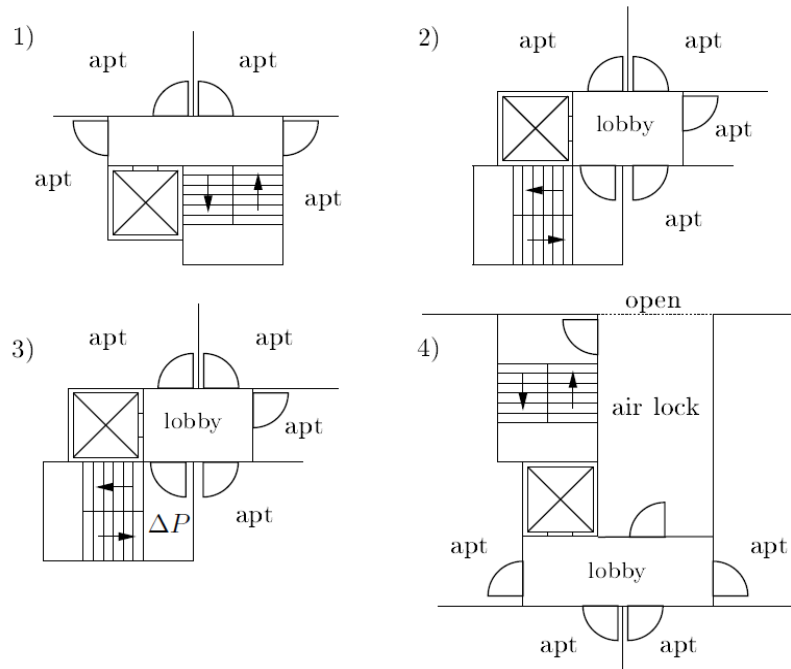 1)
apt apt
apt apt
2)
apt apt
lobby
apt
apt
3)
apt apt
lobby
apt
apt
ΔP
4)
open
air lock
apt apt
lobby
apt apt